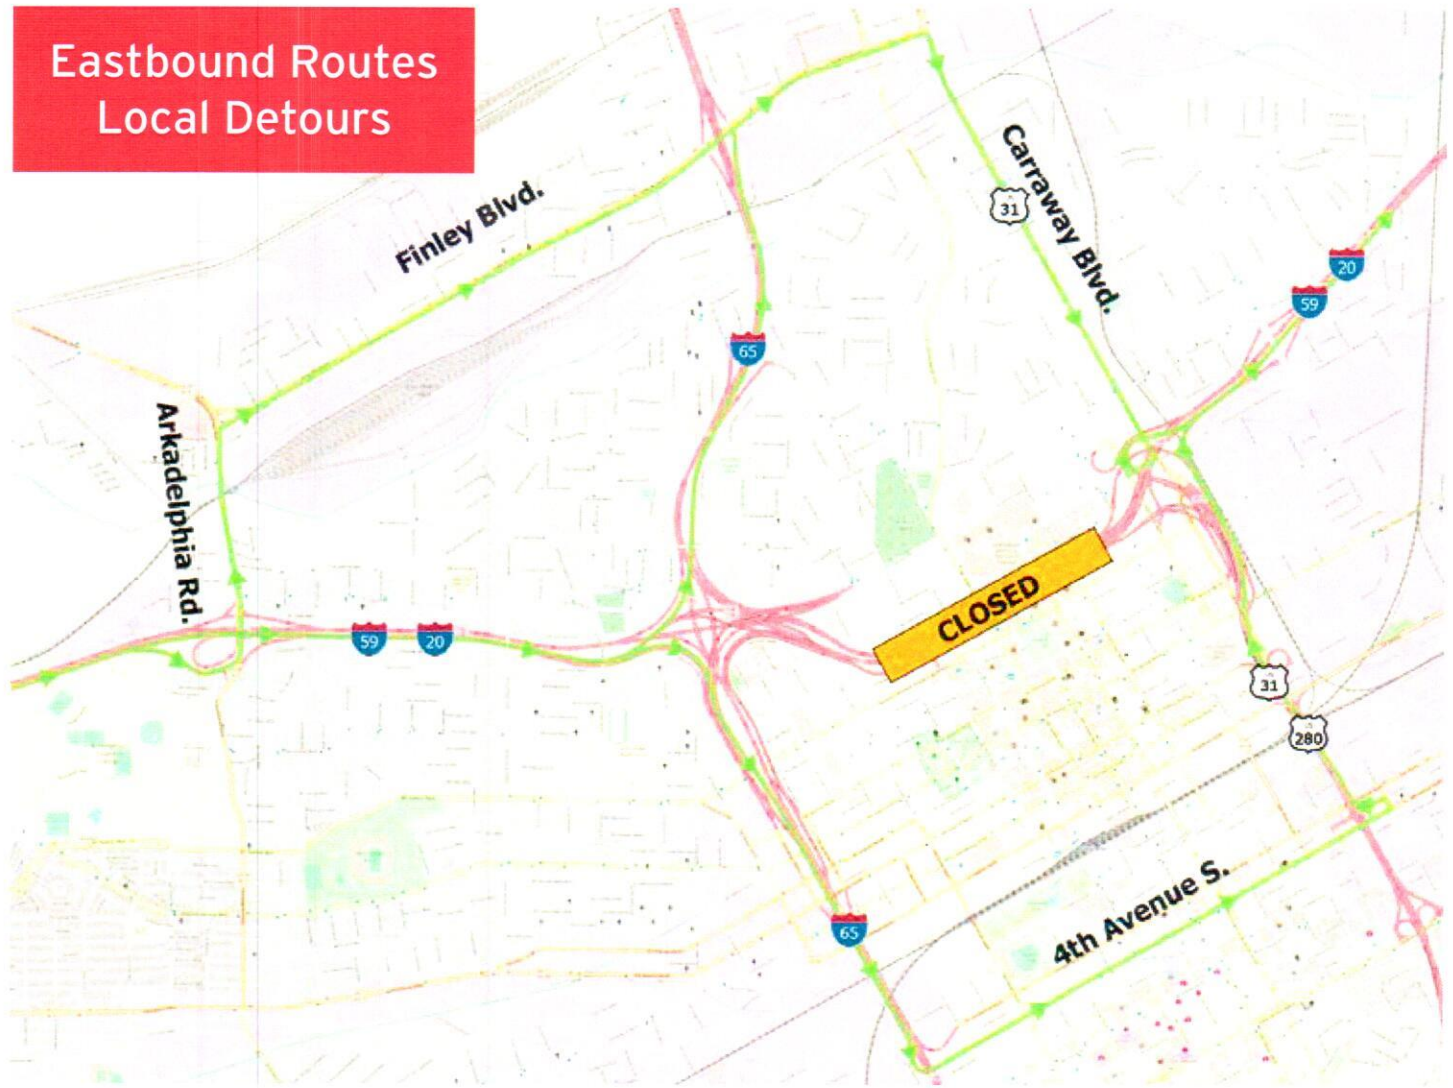 Eastbound Routes
Local Detours
Carraway Blvd.
31
Finley Blvd.
20
59
65
Arkadelphia Rd.
CLOSED
59
20
31
280
4th Avenue S.
65